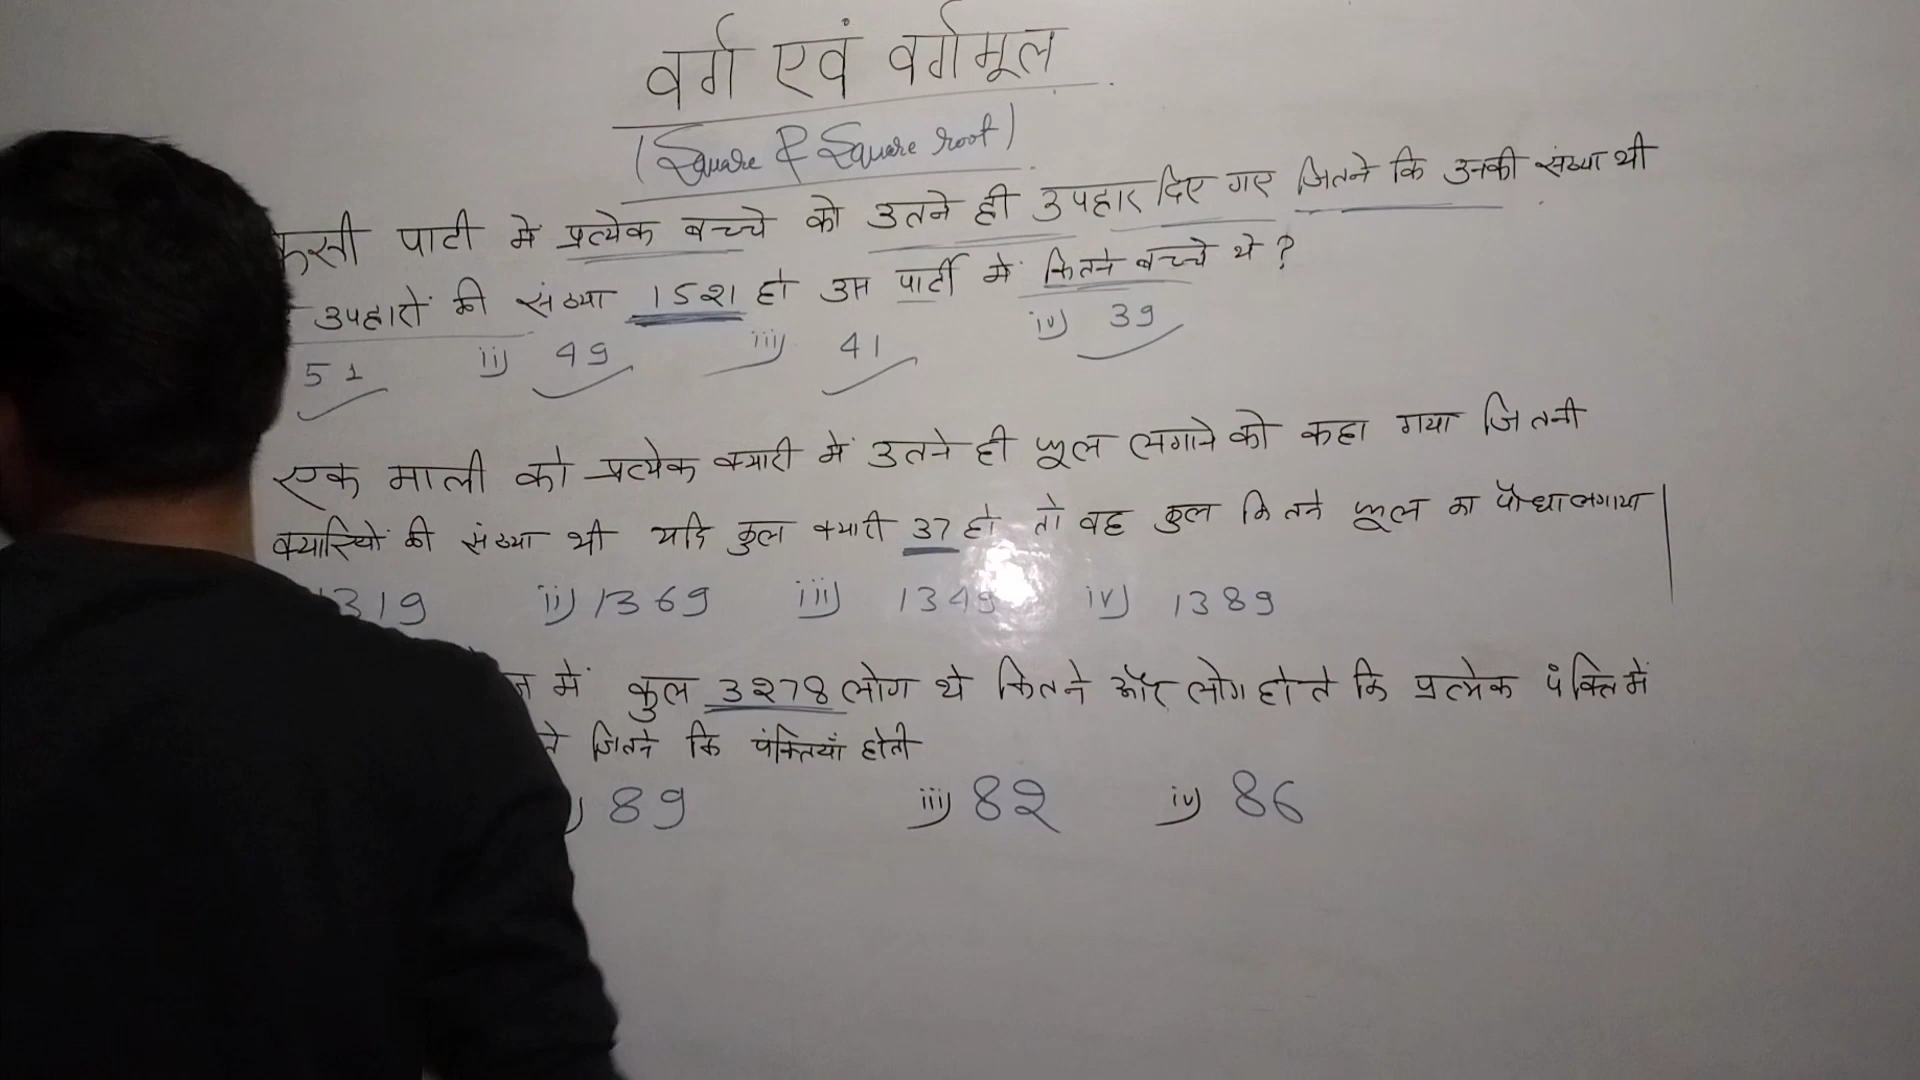 वर्ग एवं वर्गमूल
(Square & Square root)
पार्टी में प्रत्येक बच्चे को उतने ही उपहार दिए गए जितने कि उनकी संख्या थी
उपहारों की संख्या 1521 हो उस पार्टी में कितने बच्चे थे ?
51 ii) 49 iii) 41 iv) 39
एक माली को प्रत्येक क्यारी में उतने ही फूल लगाने को कहा गया जितनी
क्यारियों की संख्या थी यदि कुल क्यारी 37 हो तो वह कुल कितने फूल का पौधा लगाया
1319 ii) 1369 iii) 1349 iv) 1389
में कुल 3278 लोग थे कितने और लोग होते कि प्रत्येक पंक्ति में
जितने कि पंक्तियाँ होती
) 89 iii) 82 iv) 86